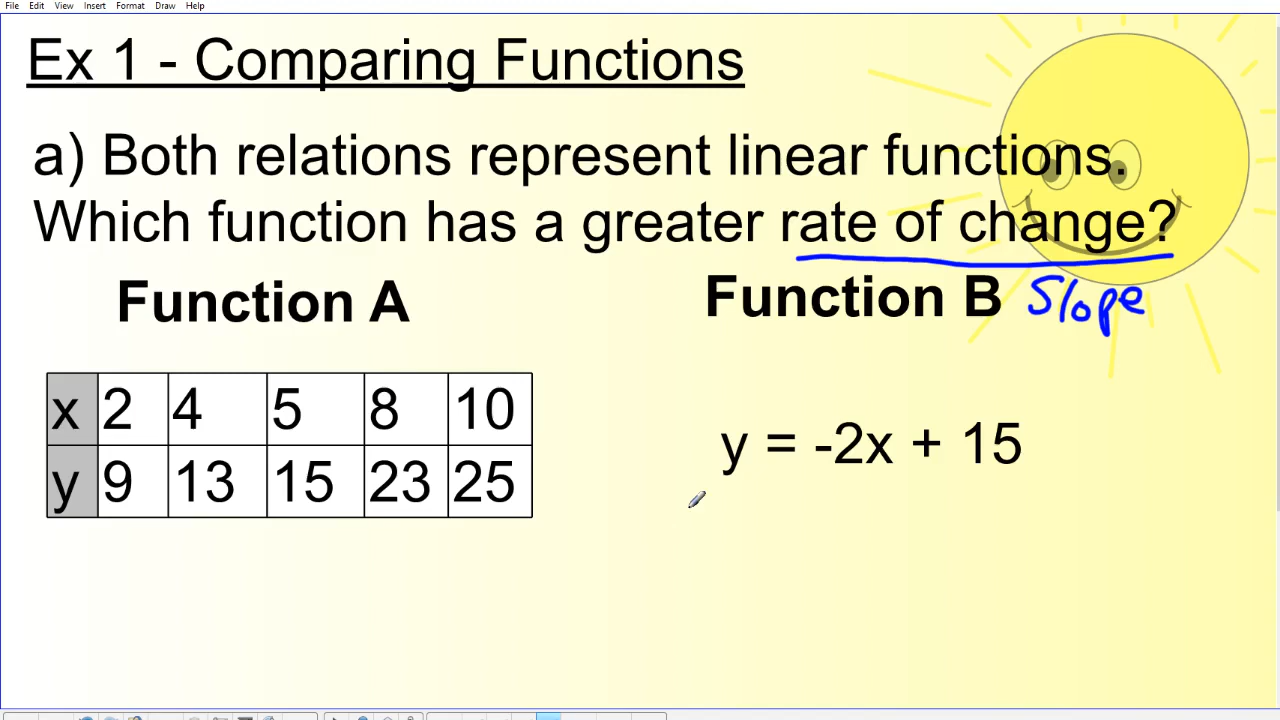 File Edit View Insert Format Draw Help
Ex 1 - Comparing Functions
a) Both relations represent linear functions.
Which function has a greater rate of change?
Function A
Function B Slope
x 2 4 5 8 10
y 9 13 15 23 25
y = -2x + 15